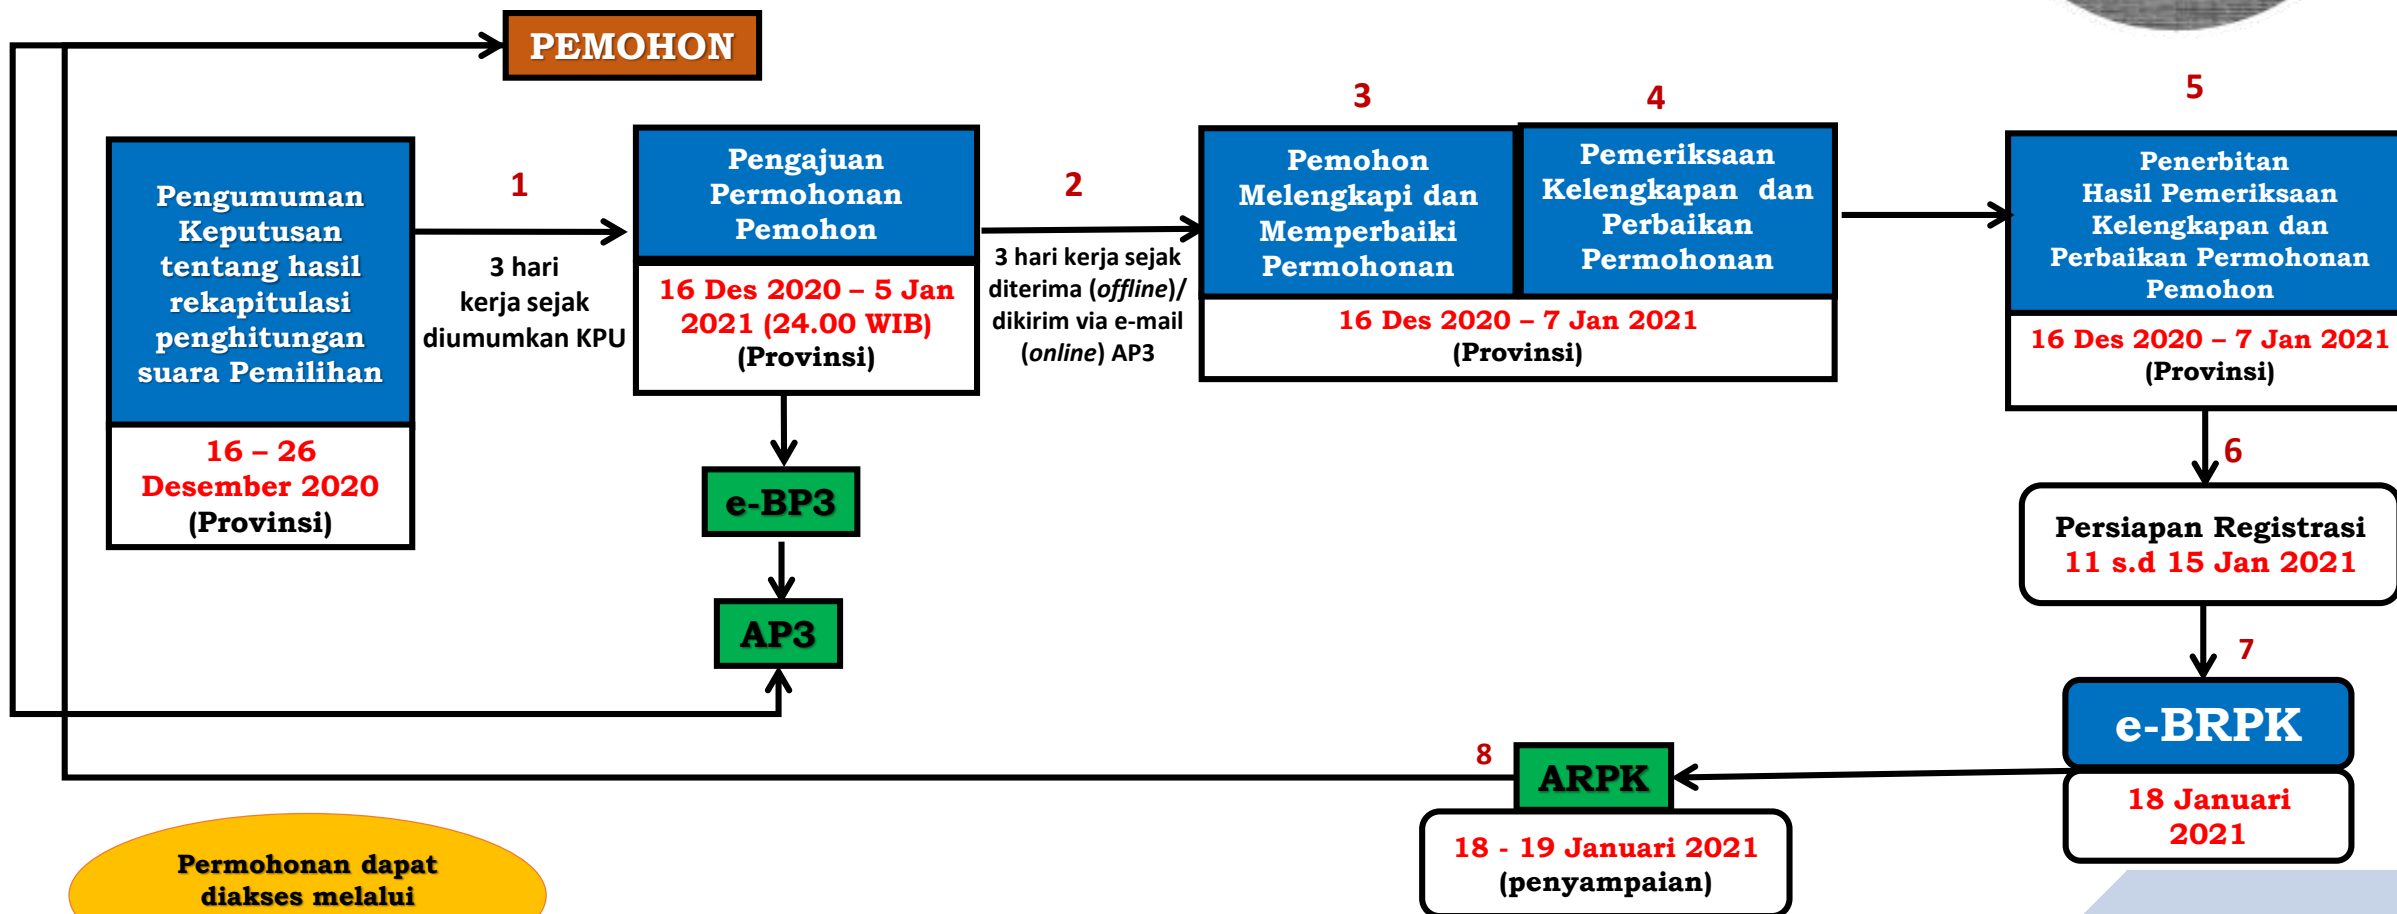 PEMOHON
Pengumuman
Keputusan
tentang hasil
rekapitulasi
penghitungan
suara Pemilihan
16 – 26
Desember 2020
(Provinsi)
1
3 hari
kerja sejak
diumumkan KPU
Pengajuan
Permohonan
Pemohon
16 Des 2020 – 5 Jan
2021 (24.00 WIB)
(Provinsi)
e-BP3
AP3
2
3 hari kerja sejak
diterima (offline)/
dikirim via e-mail
(online) AP3
3
Pemohon
Melengkapi dan
Memperbaiki
Permohonan
4
Pemeriksaan
Kelengkapan dan
Perbaikan
Permohonan
16 Des 2020 – 7 Jan 2021
(Provinsi)
5
Penerbitan
Hasil Pemeriksaan
Kelengkapan dan
Perbaikan Permohonan
Pemohon
16 Des 2020 – 7 Jan 2021
(Provinsi)
6
Persiapan Registrasi
11 s.d 15 Jan 2021
7
e-BRPK
18 Januari
2021
8
ARPK
18 - 19 Januari 2021
(penyampaian)
Permohonan dapat
diakses melalui